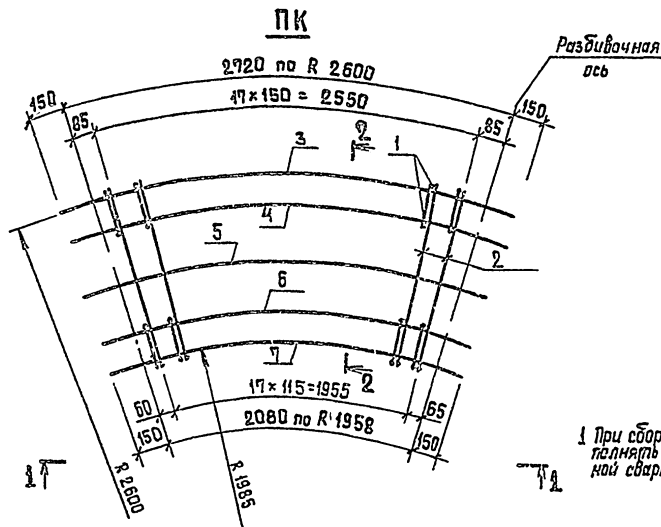 ПК
Разбивочная
ось
2720 по R 2600
150
17×150 = 2550
150
85
85
2
1
3
4
5
2
6
7
2
17×115=1955
60
65
2080 по R 1958
150
150
1
1
R 2600
R 1985
1 При сбор
полнять
ной свар